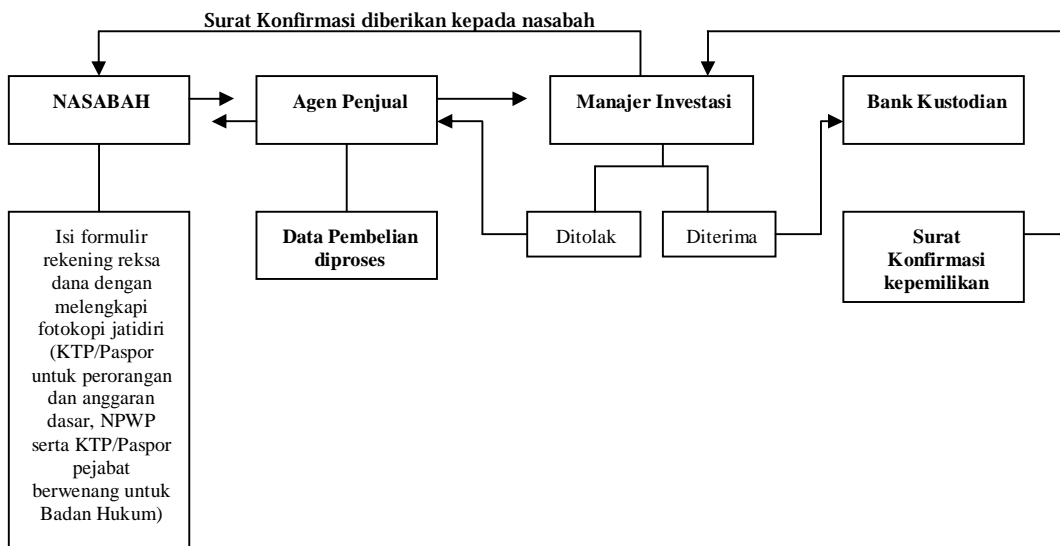 Surat Konfirmasi diberikan kepada nasabah
NASABAH
Agen Penjual
Manajer Investasi
Bank Kustodian
Isi formulir
rekening reksa
dana dengan
melengkapi
fotokopi jatidiri
(KTP/Paspor
untuk perorangan
dan anggaran
dasar, NPWP
serta KTP/Paspor
pejabat
berwenang untuk
Badan Hukum)
Data Pembelian
diproses
Ditolak
Diterima
Surat
Konfirmasi
kepemilikan